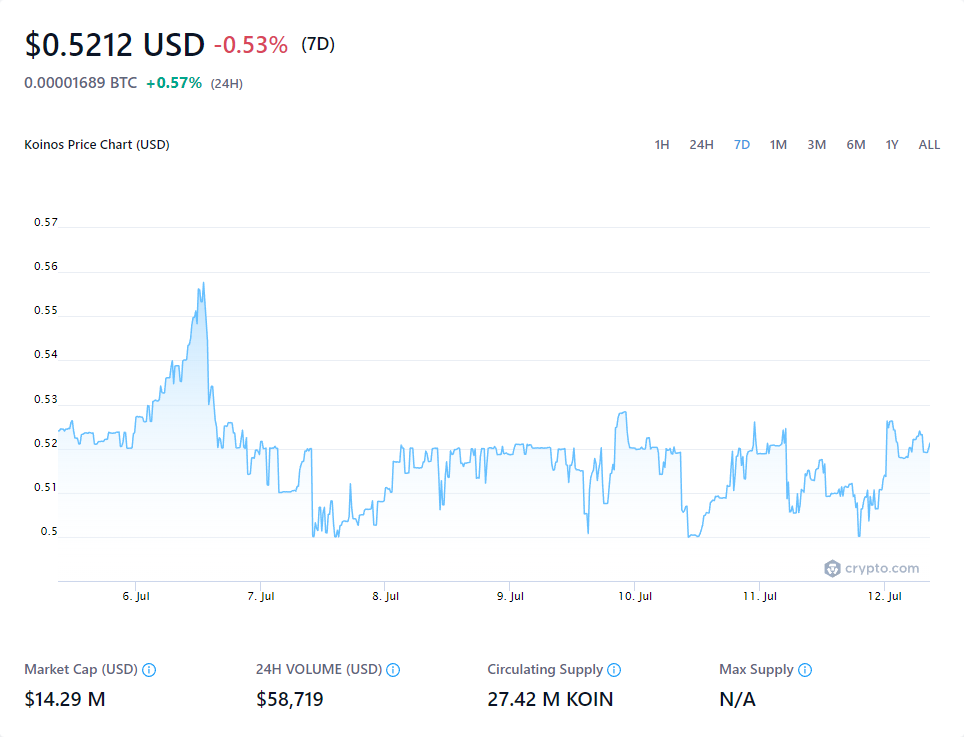 $0.5212 USD -0.53% (7D)
0.00001689 BTC +0.57% (24H)
Koinos Price Chart (USD) 1H 24H 7D 1M 3M 6M 1Y ALL
0.57
0.56
0.55
0.54
0.53
0.52
0.51
0.5
crypto.com
6. Jul 7. Jul 8. Jul 9. Jul 10. Jul 11. Jul 12. Jul
Market Cap (USD) 24H VOLUME (USD) Circulating Supply Max Supply
$14.29 M $58,719 27.42 M KOIN N/A